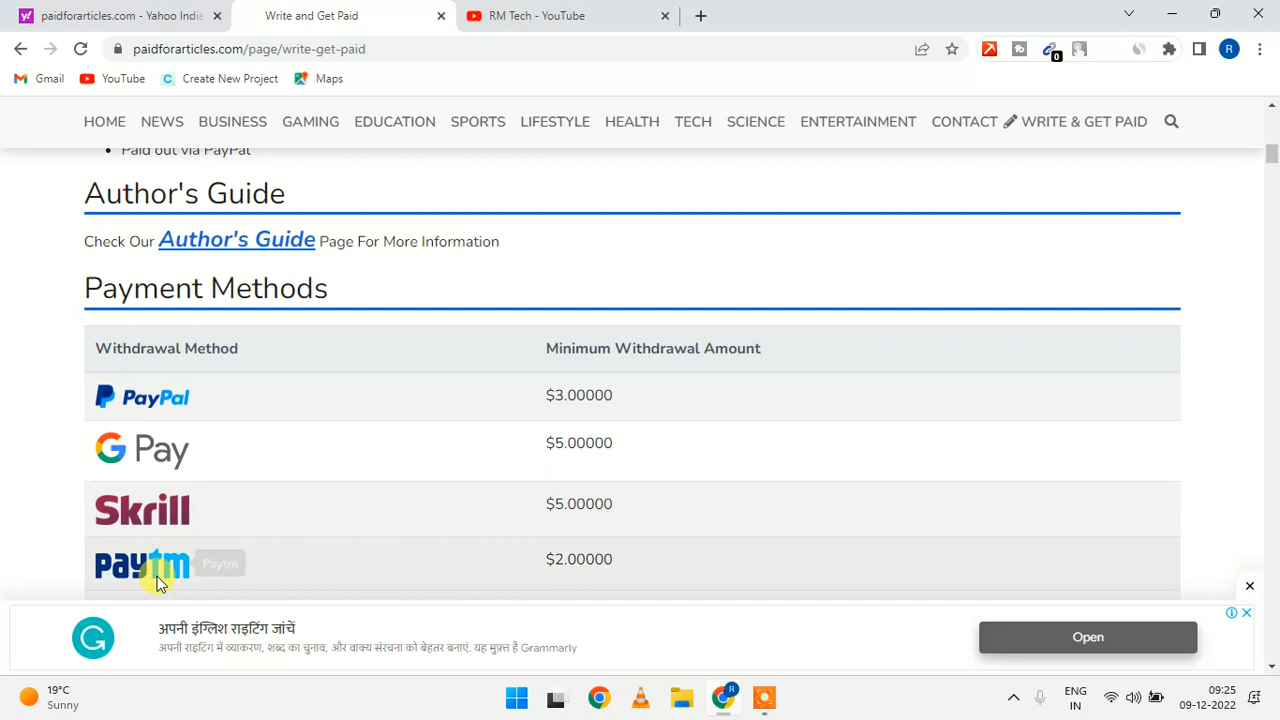 paidforarticles.com - Yahoo India
Write and Get Paid
RM Tech - YouTube
paidforarticles.com/page/write-get-paid
0
R
Gmail
YouTube
Create New Project
Maps
HOME NEWS BUSINESS GAMING EDUCATION SPORTS LIFESTYLE HEALTH TECH SCIENCE ENTERTAINMENT CONTACT WRITE & GET PAID
Paid out via PayPal
Author's Guide
Check Our Author's Guide Page For More Information
Payment Methods
Withdrawal Method Minimum Withdrawal Amount
PayPal $3.00000
G Pay $5.00000
Skrill $5.00000
paytm Paytm $2.00000
अपनी इंग्लिश राइटिंग जांचें
अपनी राइटिंग में व्याकरण, शब्द का चुनाव, और वाक्य संरचना को बेहतर बनाएं. यह मुफ़्त है Grammarly
Open
19°C
Sunny
R
ENG
IN
09:25
09-12-2022